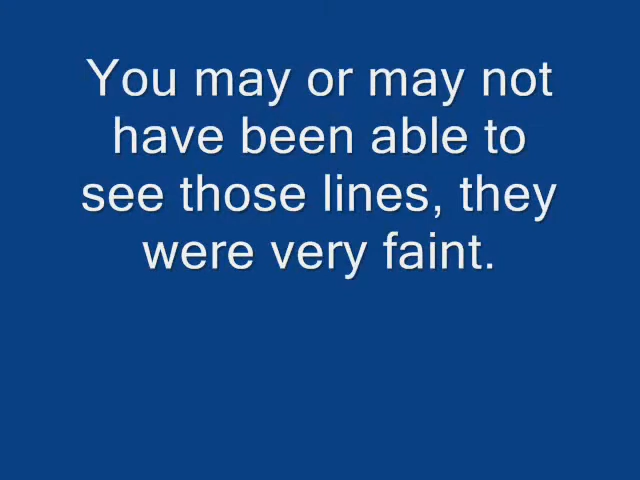 You may or may not
have been able to
see those lines, they
were very faint.